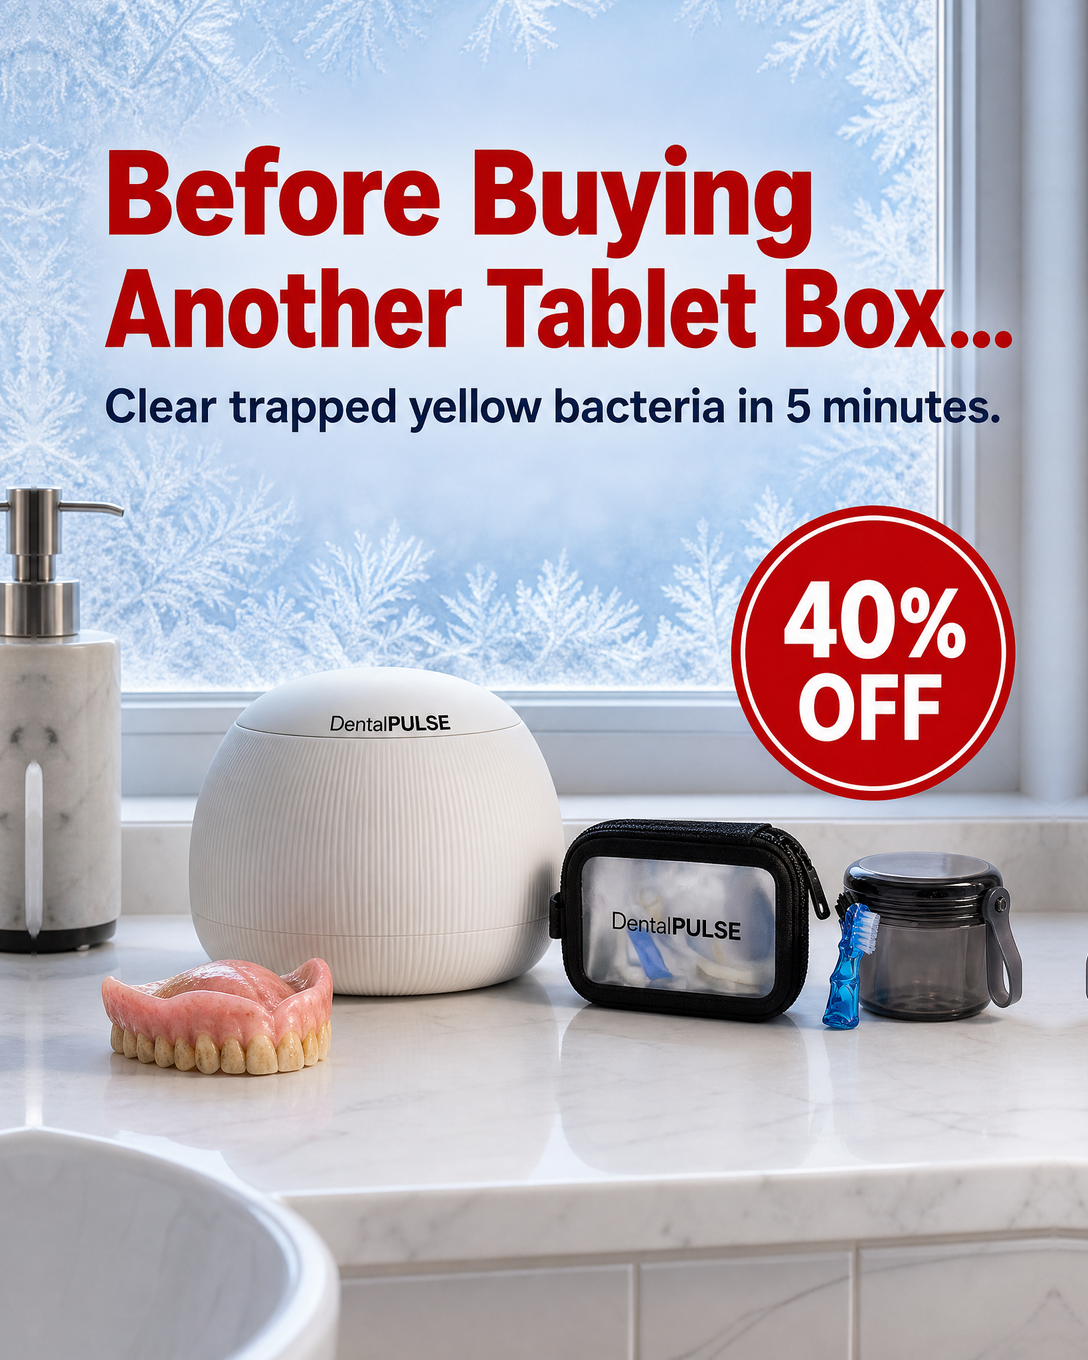 Before Buying
Another Tablet Box...
Clear trapped yellow bacteria in 5 minutes.
40%
OFF
DentalPULSE
DentalPULSE